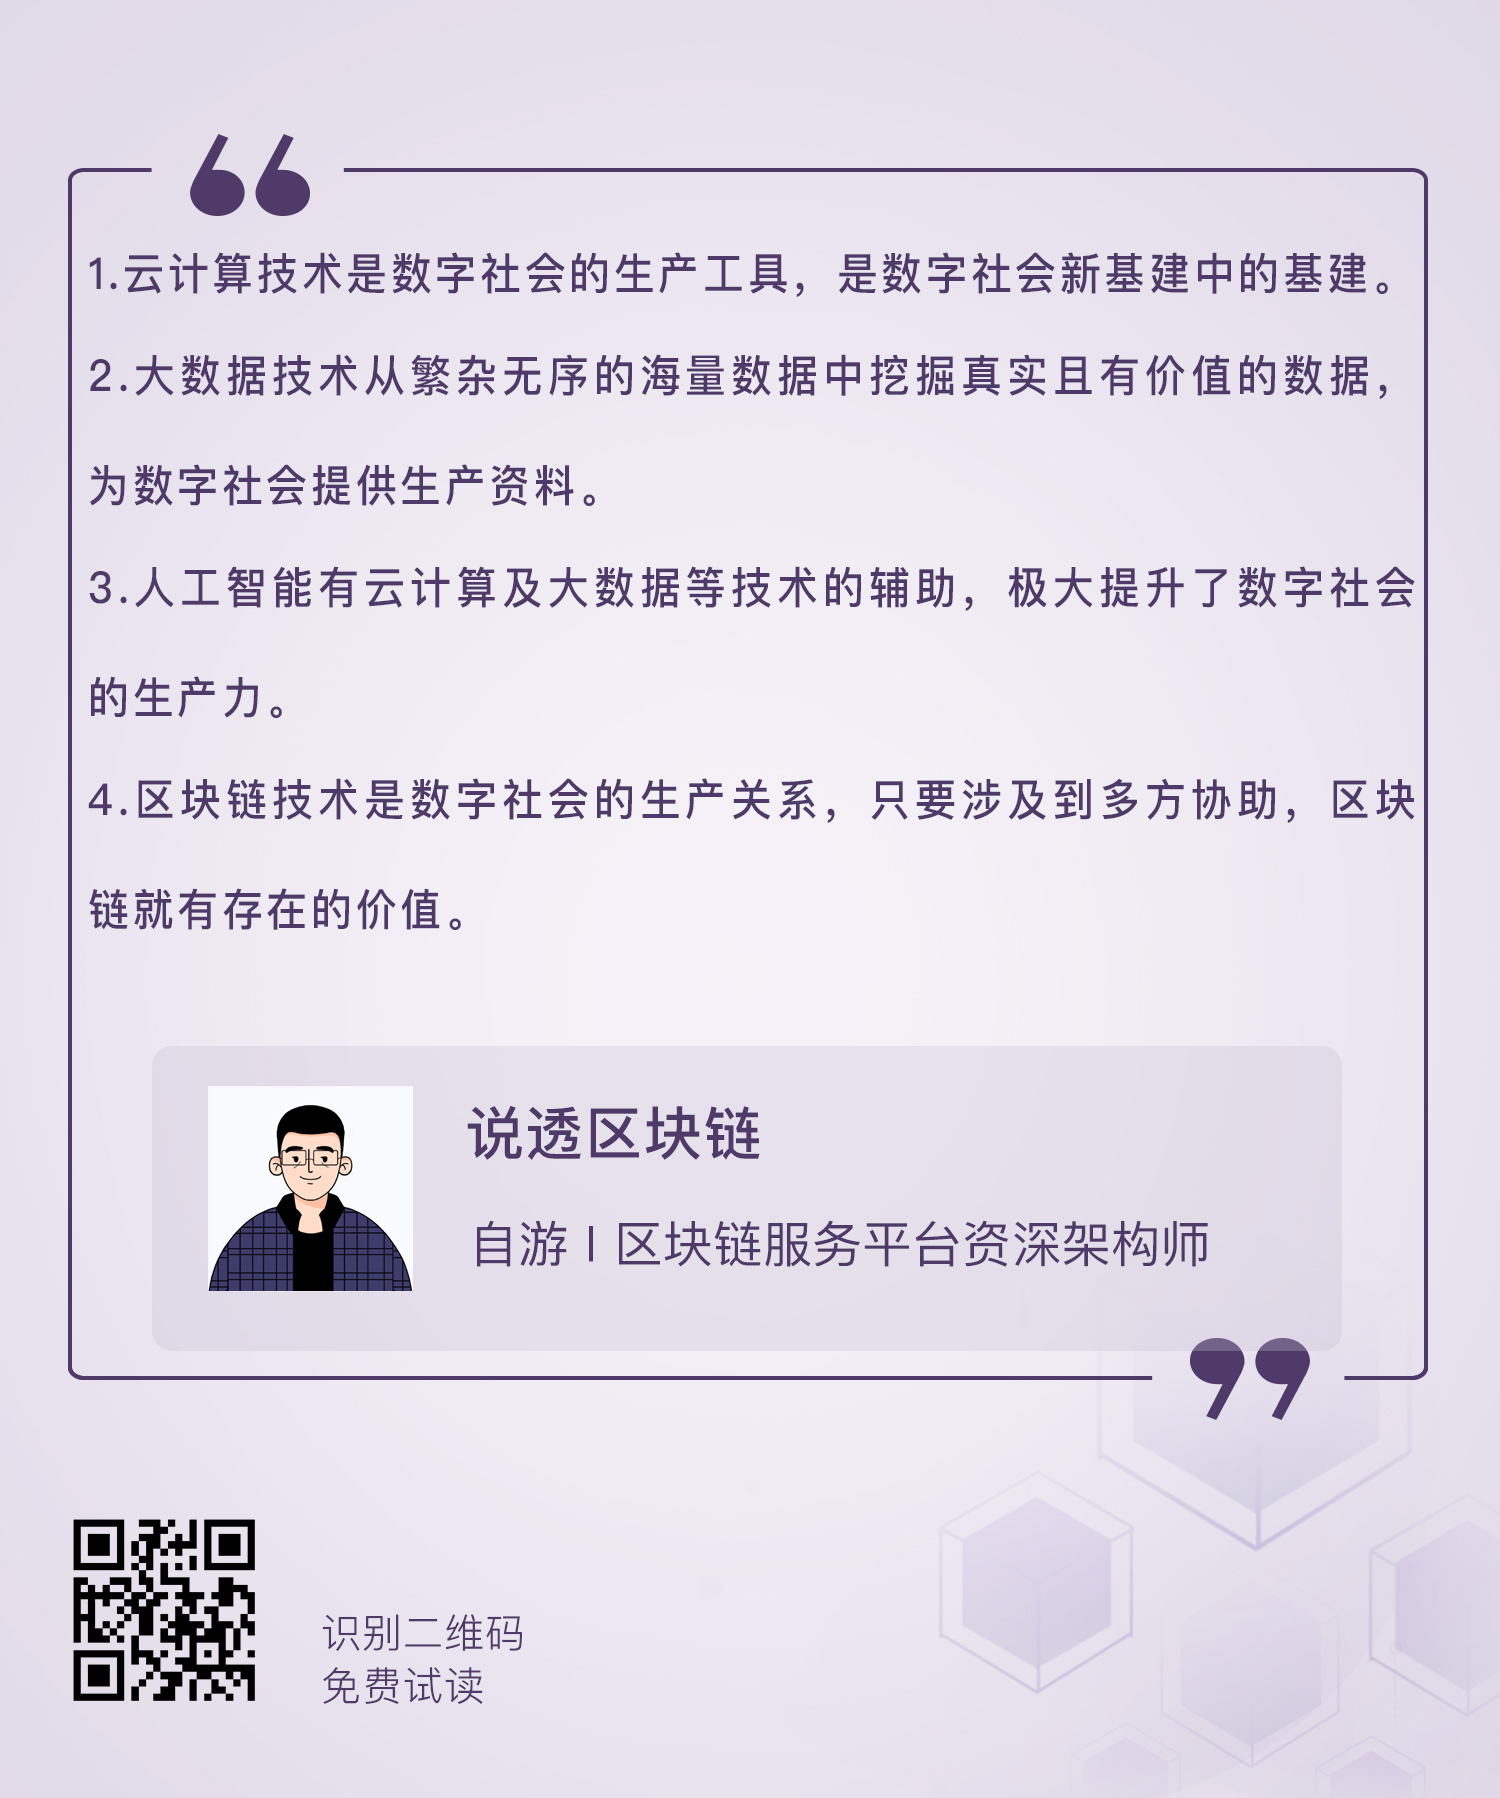 1.云计算技术是数字社会的生产工具，是数字社会新基建中的基建。
2.大数据技术从繁杂无序的海量数据中挖掘真实且有价值的数据，
为数字社会提供生产资料。
3.人工智能有云计算及大数据等技术的辅助，极大提升了数字社会
的生产力。
4.区块链技术是数字社会的生产关系，只要涉及到多方协助，区块
链就有存在的价值。
说透区块链
自游 | 区块链服务平台资深架构师
识别二维码
免费试读